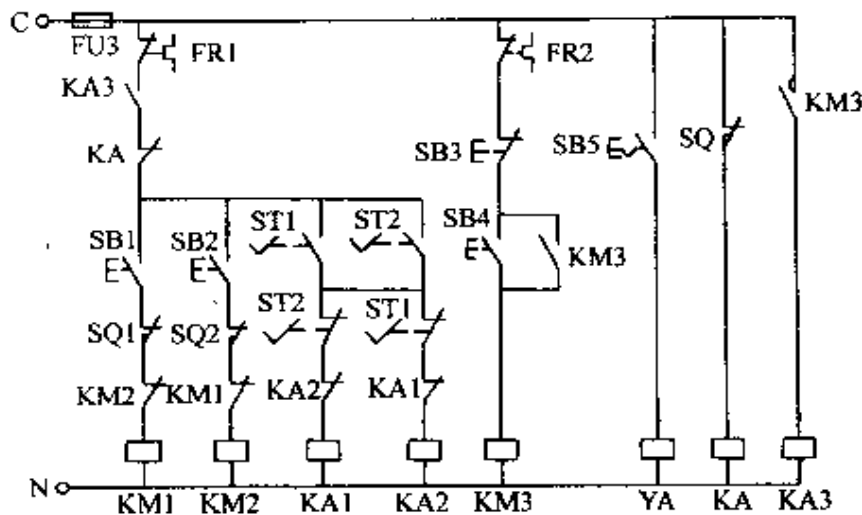 C
FU3 FR1 FR2
KA3 KM3
KA SB3 SB5 SQ
SB1 SB2 ST1 ST2 SB4 KM3
SQ1 SQ2 ST2 ST1
KM2 KM1 KA2 KA1
N KM1 KM2 KA1 KA2 KM3 YA KA KA3